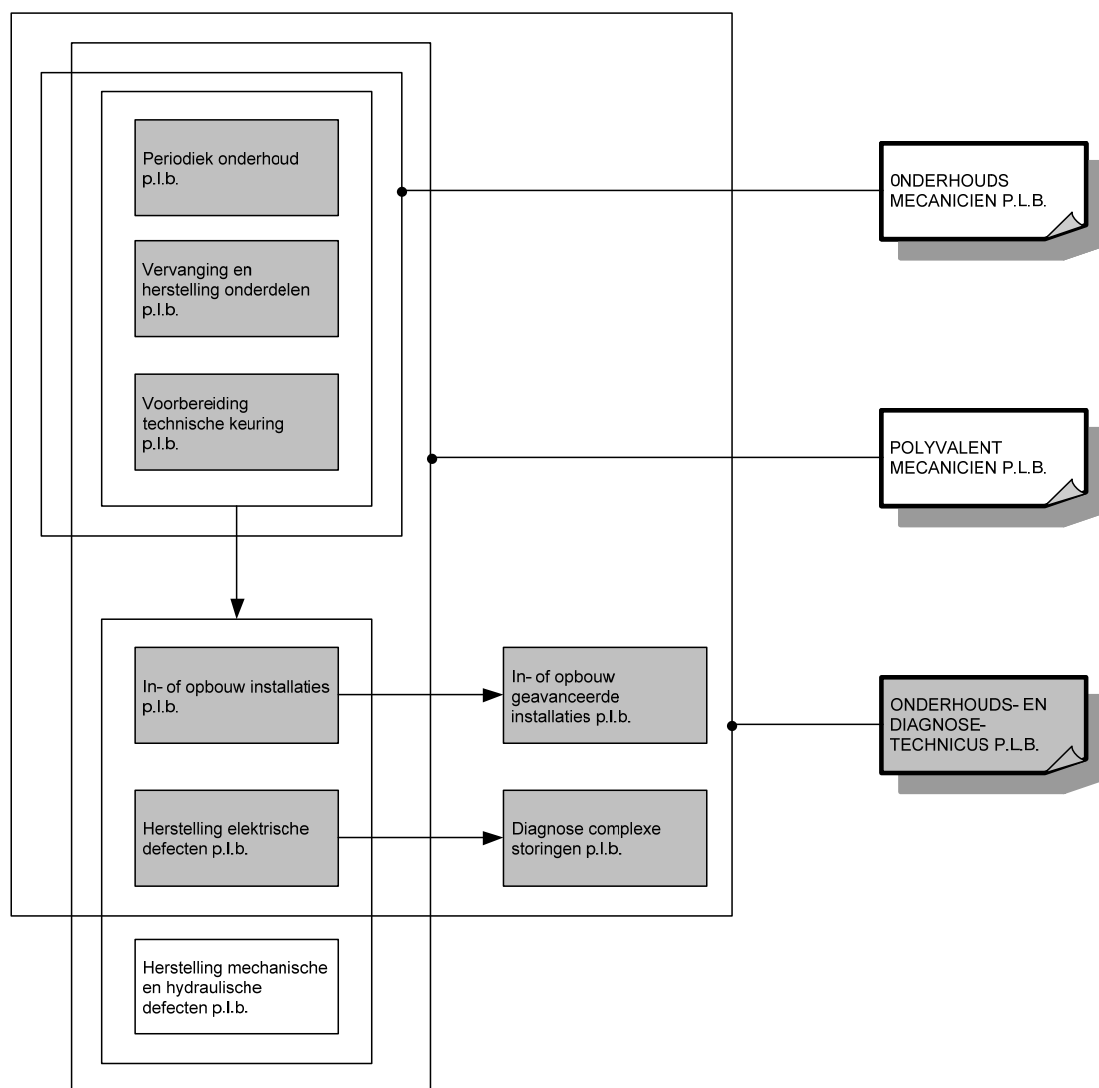 Periodiek onderhoud
p.l.b.
Vervanging en
herstelling onderdelen
p.l.b.
Voorbereiding
technische keuring
p.l.b.
In- of opbouw installaties
p.l.b.
In- of opbouw
geavanceerde
installaties p.l.b.
Herstelling elektrische
defecten p.l.b.
Diagnose complexe
storingen p.l.b.
Herstelling mechanische
en hydraulische
defecten p.l.b.
0NDERHOUDS
MECANICIEN P.L.B.
POLYVALENT
MECANICIEN P.L.B.
ONDERHOUDS- EN
DIAGNOSE-
TECHNICUS P.L.B.